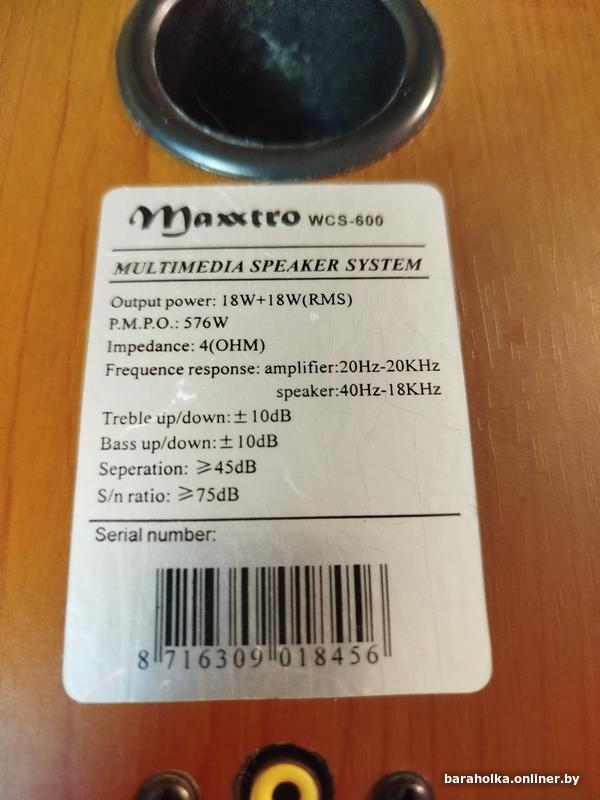 Maxxtro WCS-600
MULTIMEDIA SPEAKER SYSTEM
Output power: 18W+18W(RMS)
P.M.P.O.: 576W
Impedance: 4(OHM)
Frequence response: amplifier:20Hz-20KHz
speaker:40Hz-18KHz
Treble up/down:±10dB
Bass up/down:±10dB
Seperation: ≥45dB
S/n ratio: ≥75dB
Serial number:
8 716309 018456
baraholka.onliner.by